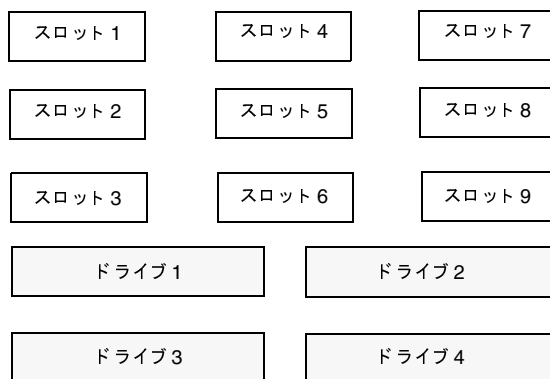 スロット 1
スロット 4
スロット 7
スロット 2
スロット 5
スロット 8
スロット 3
スロット 6
スロット 9
ドライブ 1
ドライブ 2
ドライブ 3
ドライブ 4